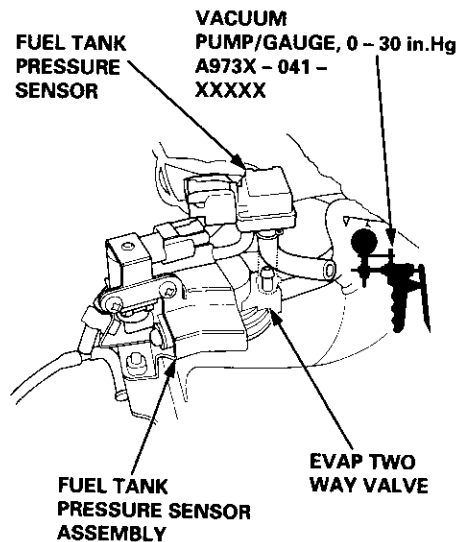 FUEL TANK
PRESSURE
SENSOR
VACUUM
PUMP/GAUGE, 0 – 30 in.Hg
A973X – 041 –
XXXXX
EVAP TWO
WAY VALVE
FUEL TANK
PRESSURE SENSOR
ASSEMBLY